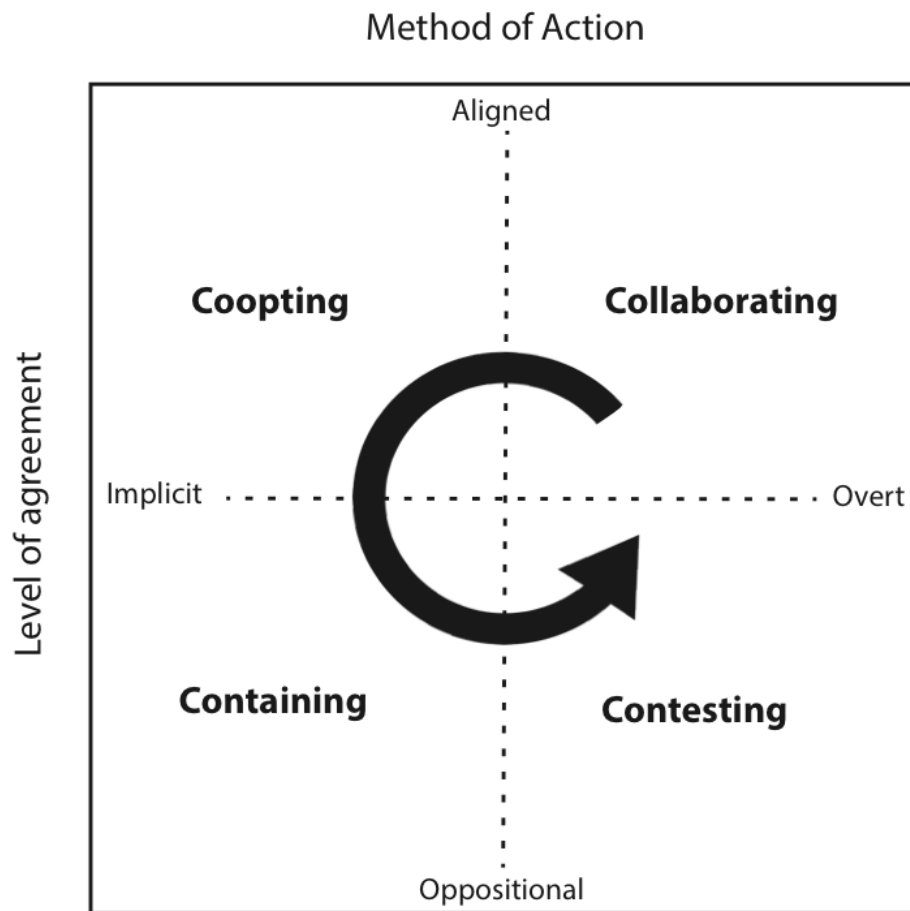 Method of Action
Aligned
Coopting
Collaborating
Level of agreement
Implicit
Overt
Containing
Contesting
Oppositional